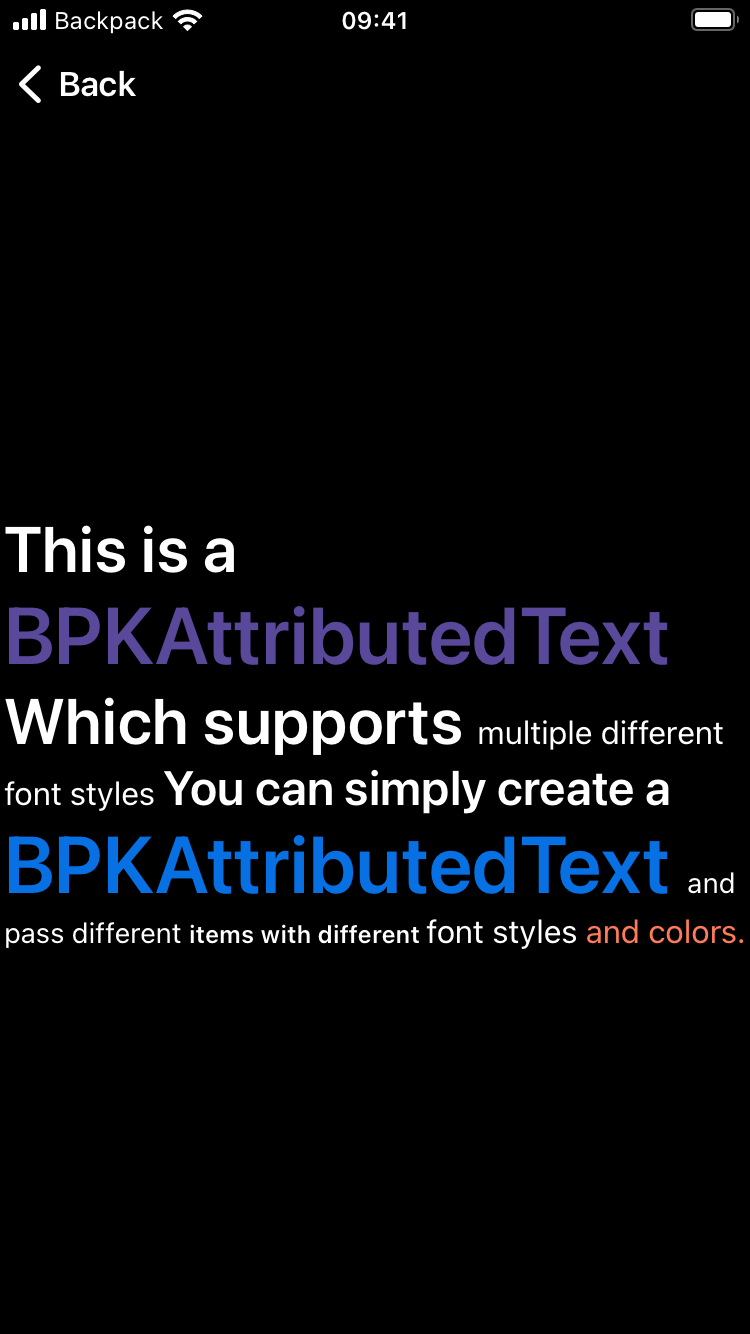 Backpack 09:41
Back
This is a
BPKAttributedText
Which supports multiple different
font styles You can simply create a
BPKAttributedText and
pass different items with different font styles and colors.